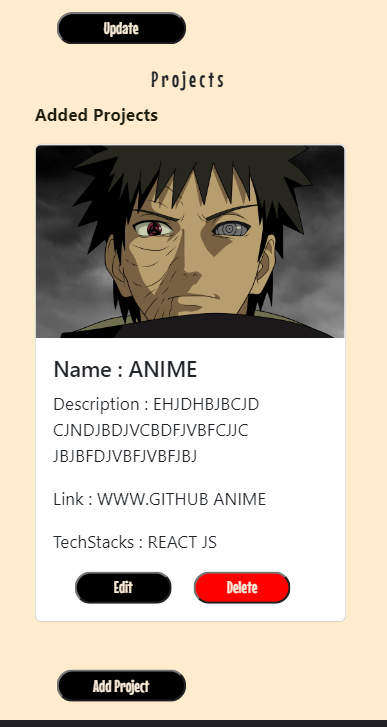 Update
Projects
Added Projects
Name : ANIME
Description : EHJDHBJBCJD
CJNDJBDJVCBDFJVBFCJJC
JBJBFDJVBFJVBFJBJ
Link : WWW.GITHUB ANIME
TechStacks : REACT JS
Edit Delete
Add Project